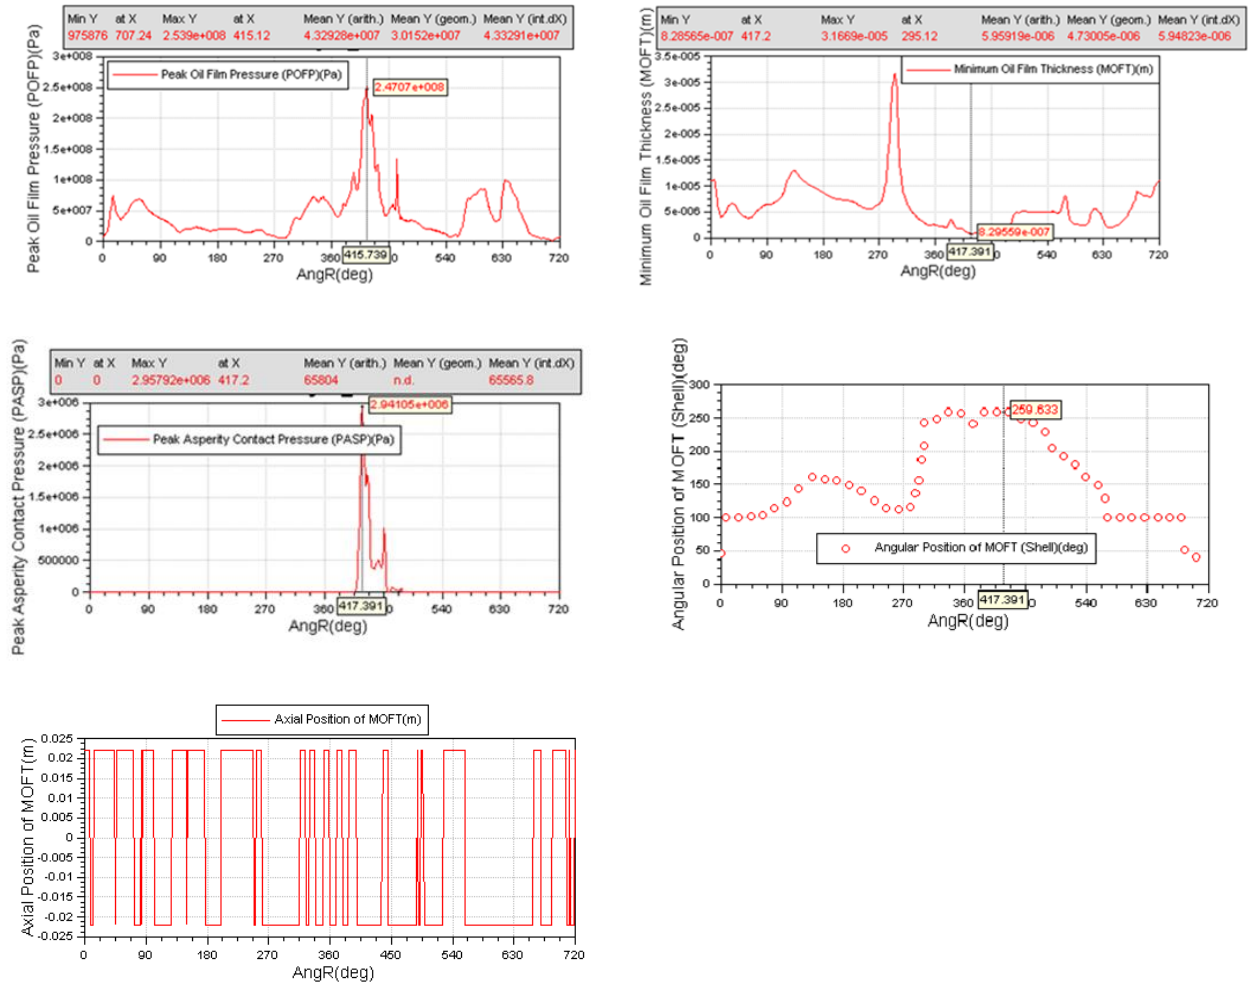 Min Y at X Max Y at X Mean Y (arith.) Mean Y (geom.) Mean Y (int.dX)
975876 707.24 2.539e+008 415.12 4.32928e+007 3.0152e+007 4.33291e+007
Peak Oil Film Pressure (POFP)(Pa)
3e+008
2.5e+008
2e+008
1.5e+008
1e+008
5e+007
0
Peak Oil Film Pressure (POFP)(Pa)
2.4707e+008
0 90 180 270 360 415.739 0 540 630 720
AngR(deg)
Min Y at X Max Y at X Mean Y (arith.) Mean Y (geom.) Mean Y (int.dX)
8.28565e-007 417.2 3.1669e-005 295.12 5.95919e-006 4.73005e-006 5.94823e-006
Minimum Oil Film Thickness (MOFT)(m)
3.5e-005
3e-005
2.5e-005
2e-005
1.5e-005
1e-005
5e-006
0
Minimum Oil Film Thickness (MOFT)(m)
8.29559e-007
0 90 180 270 360 417.391 0 540 630 720
AngR(deg)
Min Y at X Max Y at X Mean Y (arith.) Mean Y (geom.) Mean Y (int.dX)
0 0 2.95792e+006 417.2 65804 n.d. 65565.8
Peak Asperity Contact Pressure (PASP)(Pa)
3e+006
2.5e+006
2e+006
1.5e+006
1e+006
500000
0
2.94105e+006
Peak Asperity Contact Pressure (PASP)(Pa)
0 90 180 270 360 417.391 0 540 630 720
AngR(deg)
Angular Position of MOFT (Shell)(deg)
300
250
200
150
100
50
0
259.633
Angular Position of MOFT (Shell)(deg)
0 90 180 270 360 417.391 540 630 720
AngR(deg)
Axial Position of MOFT(m)
Axial Position of MOFT(m)
0.025
0.02
0.015
0.01
0.005
0
-0.005
-0.01
-0.015
-0.02
-0.025
0 90 180 270 360 450 540 630 720
AngR(deg)